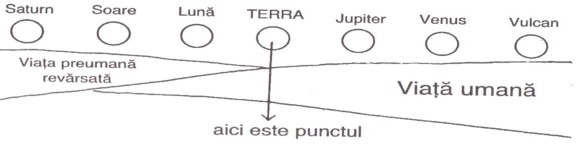 Saturn Soare Lună TERRA Jupiter Venus Vulcan
Viața preumană
revărsată
Viață umană
aici este punctul